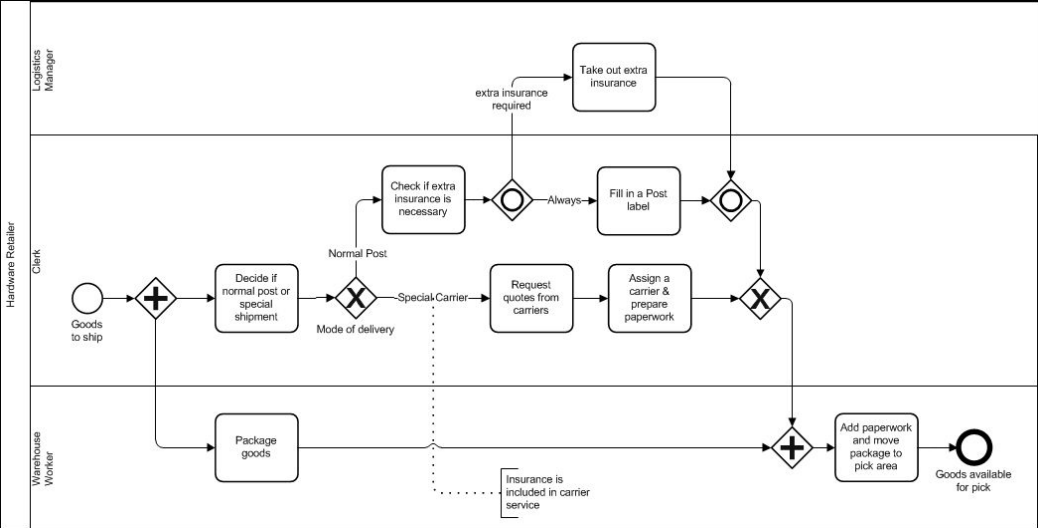 Hardware Retailer
Logistics
Manager
Take out extra
insurance
extra insurance
required
Clerk
Check if extra
insurance is
necessary
Always
Fill in a Post
label
Normal Post
Goods
to ship
Decide if
normal post or
special
shipment
Mode of delivery
Special Carrier
Request
quotes from
carriers
Assign a
carrier &
prepare
paperwork
Warehouse
Worker
Package
goods
Insurance is
included in carrier
service
Add paperwork
and move
package to
pick area
Goods available
for pick